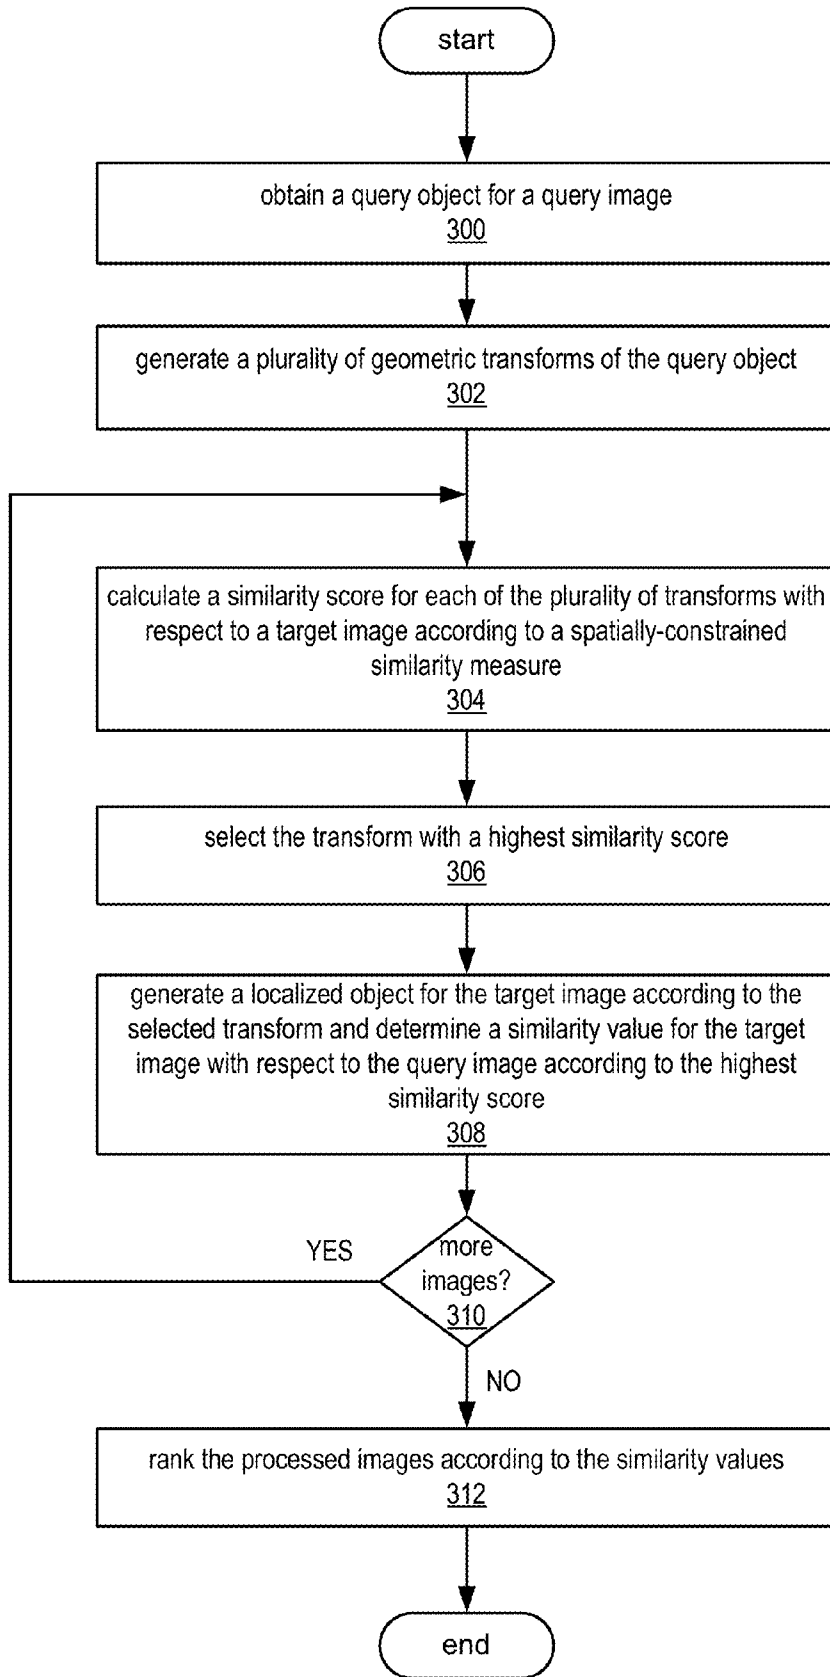 start
obtain a query object for a query image
300
generate a plurality of geometric transforms of the query object
302
calculate a similarity score for each of the plurality of transforms with
respect to a target image according to a spatially-constrained
similarity measure
304
select the transform with a highest similarity score
306
generate a localized object for the target image according to the
selected transform and determine a similarity value for the target
image with respect to the query image according to the highest
similarity score
308
YES
more
images?
310
NO
rank the processed images according to the similarity values
312
end